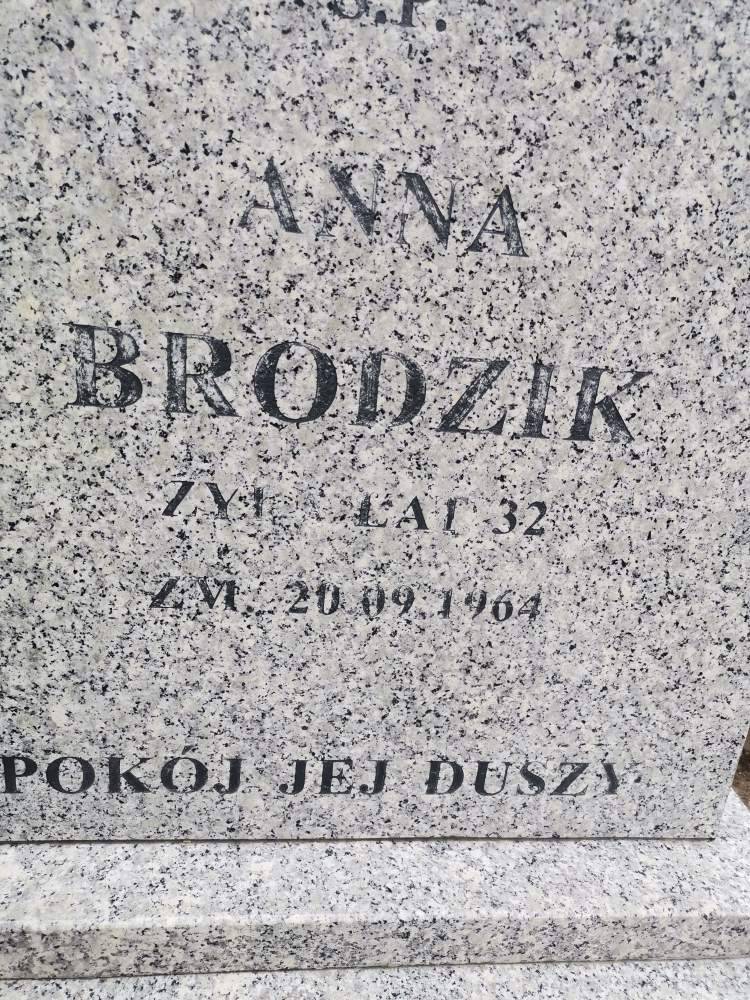 Ś.P.
ANNA
BRODZIK
ŻYŁA LAT 32
ZM. 20.09.1964
POKÓJ JEJ DUSZY